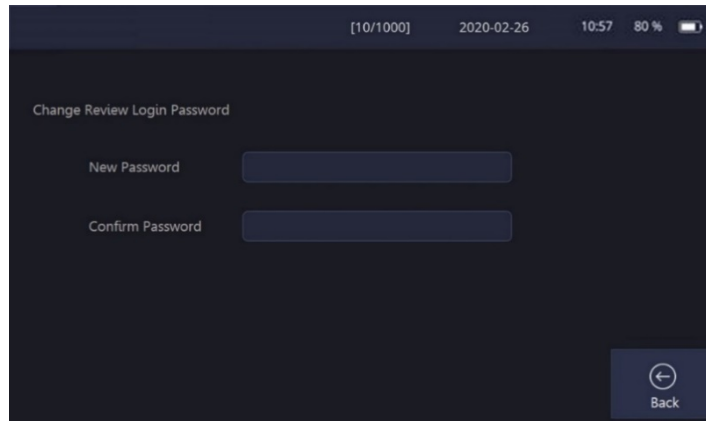 [10/1000] 2020-02-26 10:57 80 %
Change Review Login Password
New Password
Confirm Password
Back